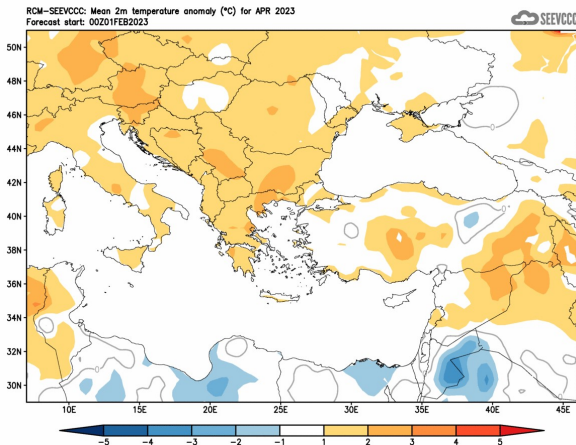 RCM-SEEVCCC: Mean 2m temperature anomaly (°C) for APR 2023
Forecast start: 00Z01FEB2023
SEEVCCC
50N
48N
46N
44N
42N
40N
38N
36N
34N
32N
30N
10E 15E 20E 25E 30E 35E 40E 45E
-5 -4 -3 -2 -1 1 2 3 4 5